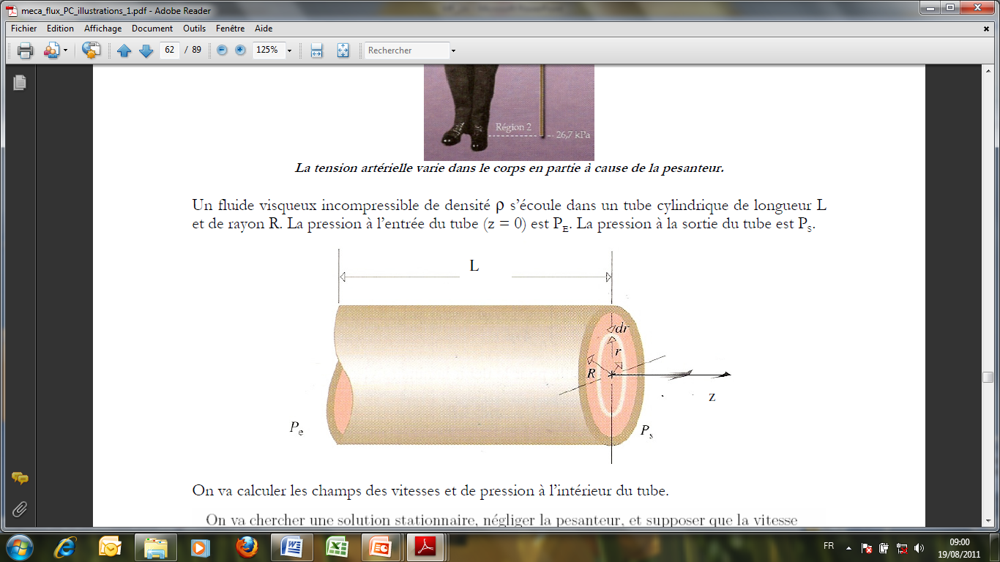 meca_flux_PC_illustrations_1.pdf - Adobe Reader
Fichier Edition Affichage Document Outils Fenêtre Aide
62 / 89 125% Rechercher
Région 2 26,7 kPa
La tension artérielle varie dans le corps en partie à cause de la pesanteur.
Un fluide visqueux incompressible de densité ρ s'écoule dans un tube cylindrique de longueur L
et de rayon R. La pression à l'entrée du tube (z = 0) est PE. La pression à la sortie du tube est PS.
L
dr
r
R
z
Pe
Ps
On va calculer les champs des vitesses et de pression à l'intérieur du tube.
On va chercher une solution stationnaire, négliger la pesanteur, et supposer que la vitesse
FR 09:00
19/08/2011